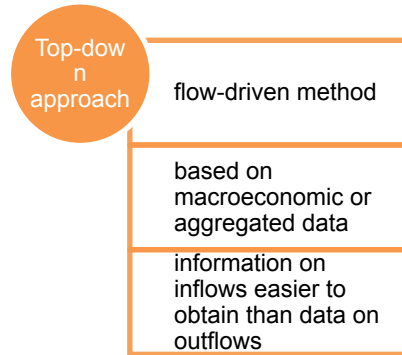 Top-dow
n
approach
flow-driven method
based on
macroeconomic or
aggregated data
information on
inflows easier to
obtain than data on
outflows